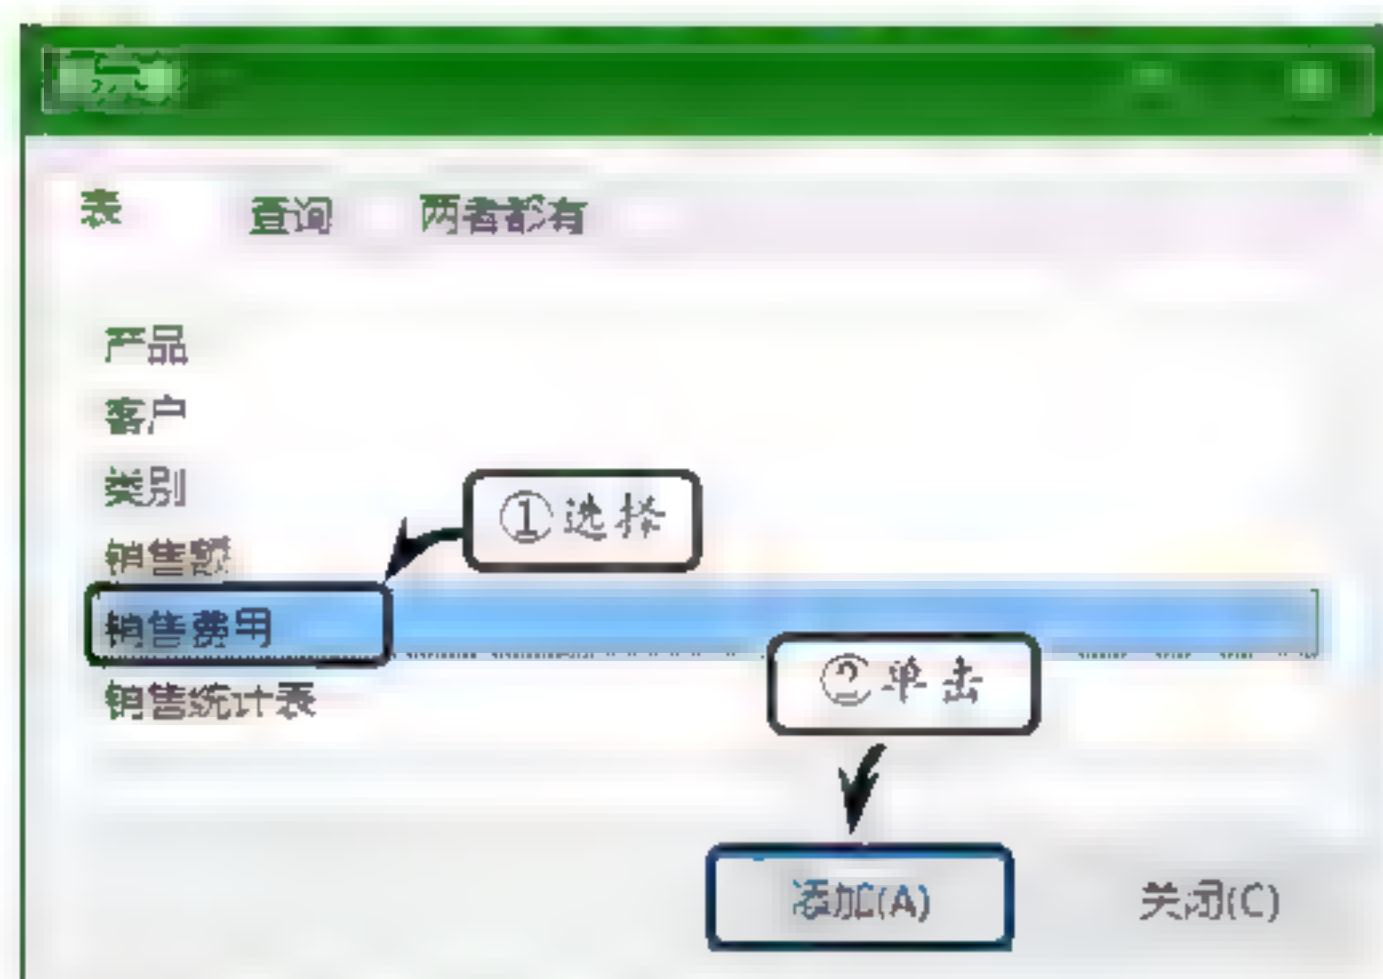 表 查询 两者都有
产品
客户
类别
①选择
销售额
销售费用
②单击
销售统计表
添加(A) 关闭(C)